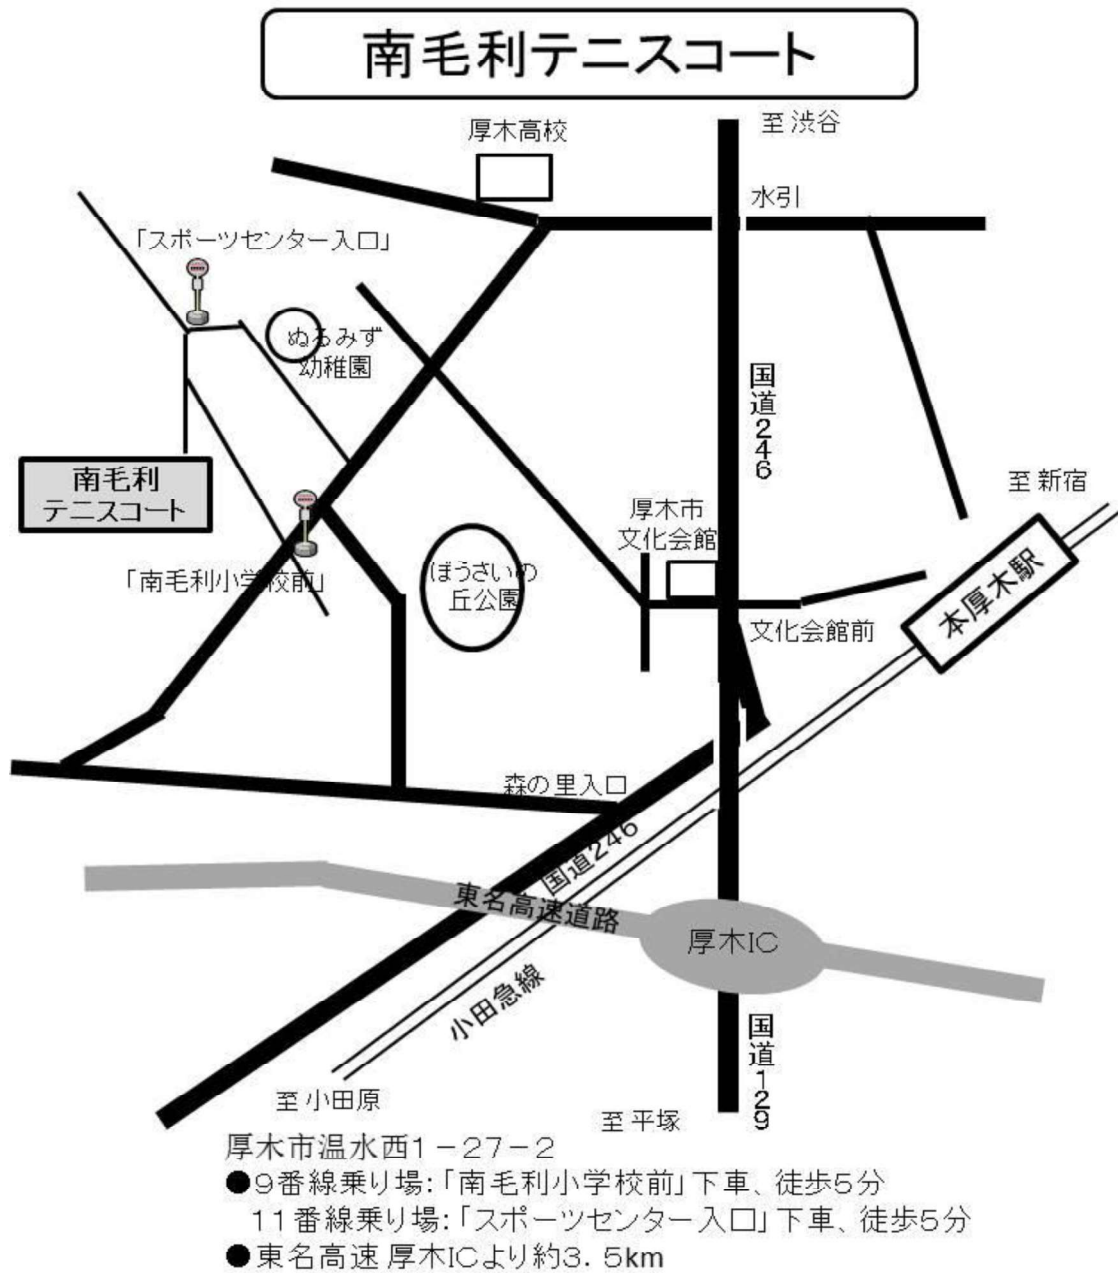 南毛利テニスコート
至 渋谷
厚木高校
水引
「スポーツセンター入口」
ぬるみず
幼稚園
国道246
南毛利
テニスコート
至 新宿
厚木市
文化会館
本厚木駅
「南毛利小学校前」
ぼうさいの
丘公園
文化会館前
森の里入口
国道246
東名高速道路
厚木IC
小田急線
国道129
至 小田原
至 平塚
厚木市温水西1-27-2
●9番線乗り場:「南毛利小学校前」下車、徒歩5分
11番線乗り場:「スポーツセンター入口」下車、徒歩5分
●東名高速 厚木ICより約3.5km